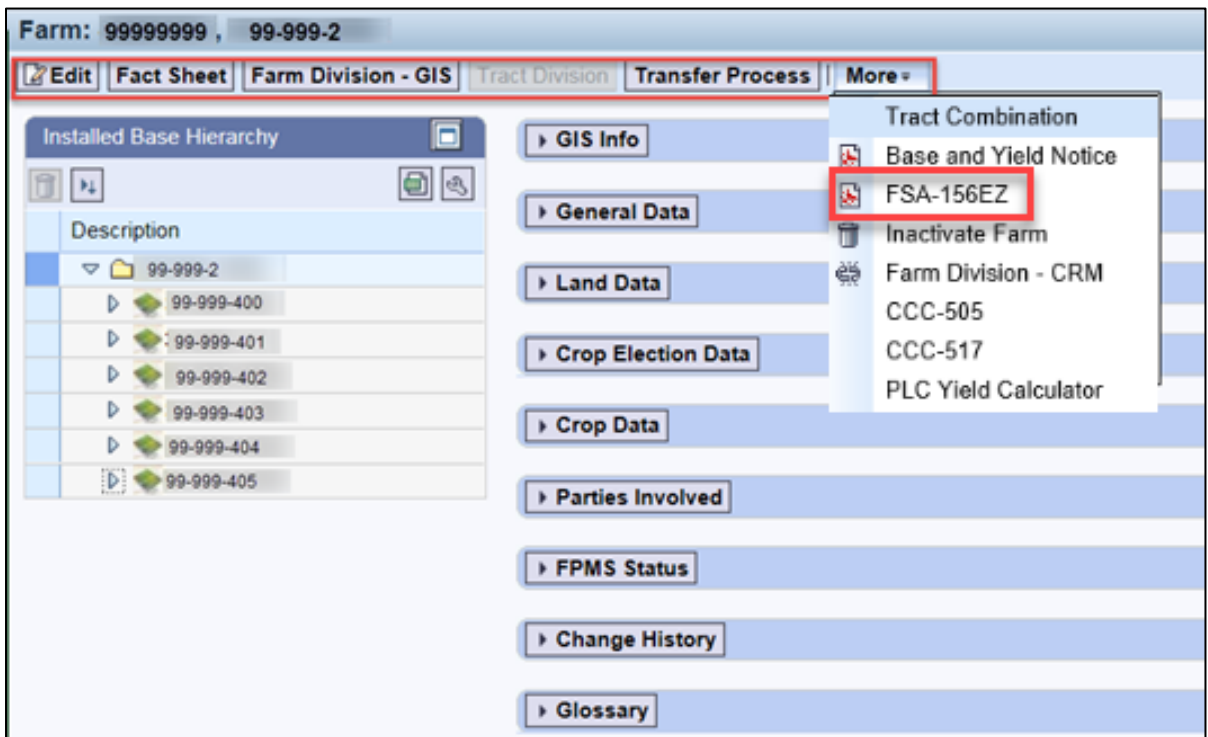 Farm: 99999999 , 99-999-2
Edit Fact Sheet Farm Division - GIS Tract Division Transfer Process More
Tract Combination
Base and Yield Notice
FSA-156EZ
Inactivate Farm
Farm Division - CRM
CCC-505
CCC-517
PLC Yield Calculator
Installed Base Hierarchy
Description
99-999-2
99-999-400
99-999-401
99-999-402
99-999-403
99-999-404
99-999-405
GIS Info
General Data
Land Data
Crop Election Data
Crop Data
Parties Involved
FPMS Status
Change History
Glossary